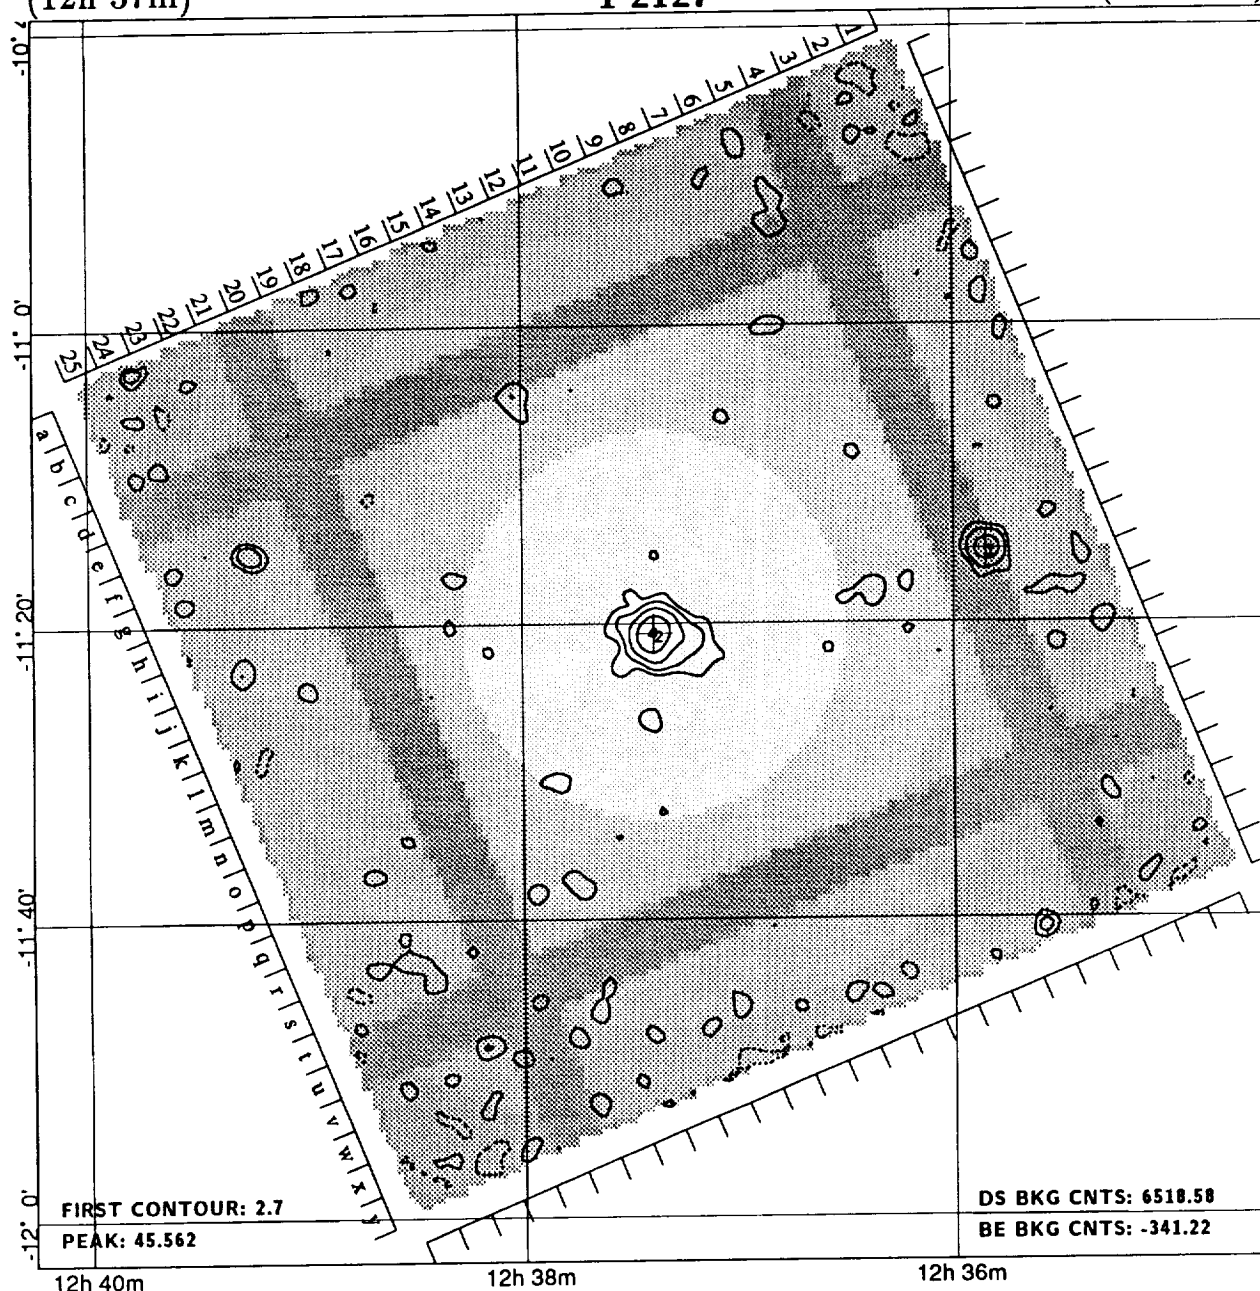 (12h 37m)
1 2 3 4 5 6 7 8 9 10 11 12 13 14 15 16 17 18 19 20 21 22 23 24 25
a b c d e f g h i j k l m n o p q r s t u v w x y
-11° 0'
-11° 20'
-11° 40'
-12° 0'
2
FIRST CONTOUR: 2.7
PEAK: 45.562
DS BKG CNTS: 6518.58
BE BKG CNTS: -341.22
12h 40m
12h 38m
12h 36m